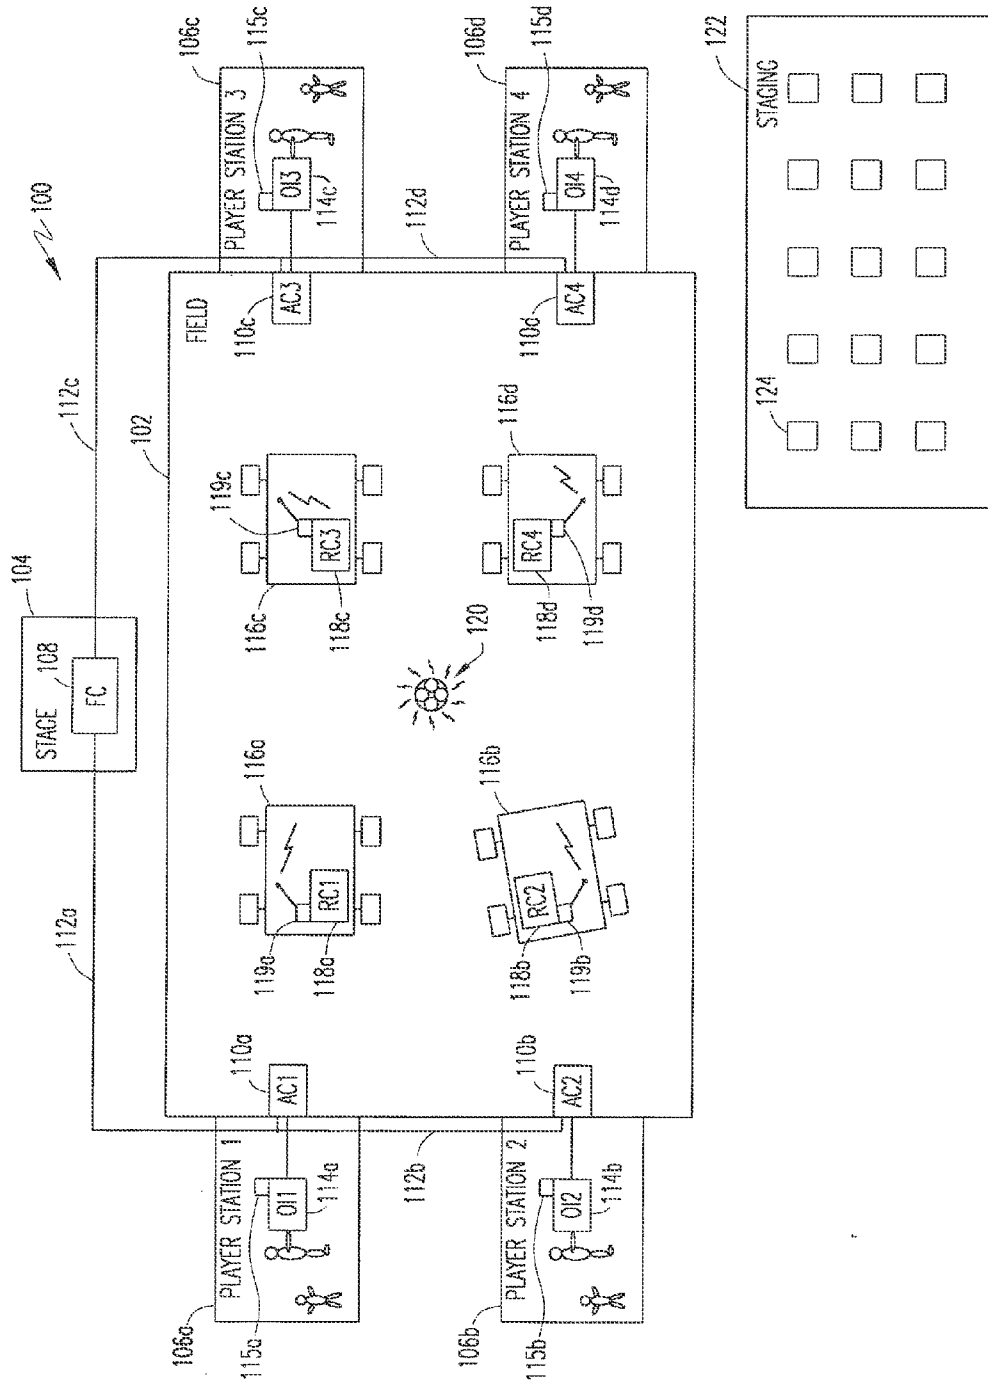 100
104
STAGE
108
FC
112a
112c
102
FIELD
106a
PLAYER STATION 1
115a
OI1
114a
110a
AC1
112b
106b
PLAYER STATION 2
115b
OI2
114b
110b
AC2
116a
119a
RC1
118a
116b
RC2
118b
119b
120
116c
119c
RC3
118c
116d
RC4
118d
119d
106c
PLAYER STATION 3
115c
OI3
114c
110c
AC3
112d
106d
PLAYER STATION 4
115d
OI4
114d
110d
AC4
122
STAGING
124